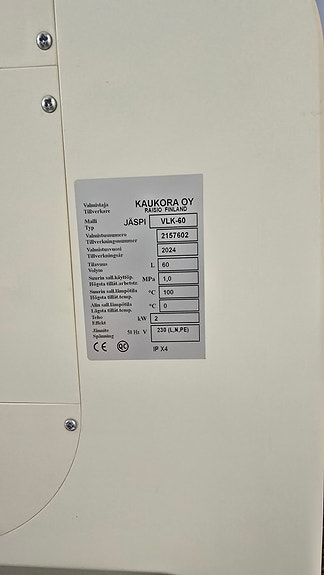 Valmistaja KAUKORA OY
Tillverkare RAISIO FINLAND
Malli JÄSPI VLK-60
Typ
Valmistusnumero 2157602
Tillverkningsnummer
Valmistusvuosi 2024
Tillverkningsår
Tilavuus L 60
Volym
Suurin sall.käyttöp. MPa 1,0
Högsta tillåt.arbetstr.
Suurin sall.lämpötila °C 100
Högsta tillåt.temp.
Alin sall.lämpötila °C 0
Lägsta tillåt.temp.
Teho kW 2
Effekt
Jännite 50 Hz V 230 (L,N,PE)
Spänning
CE QC IP X4